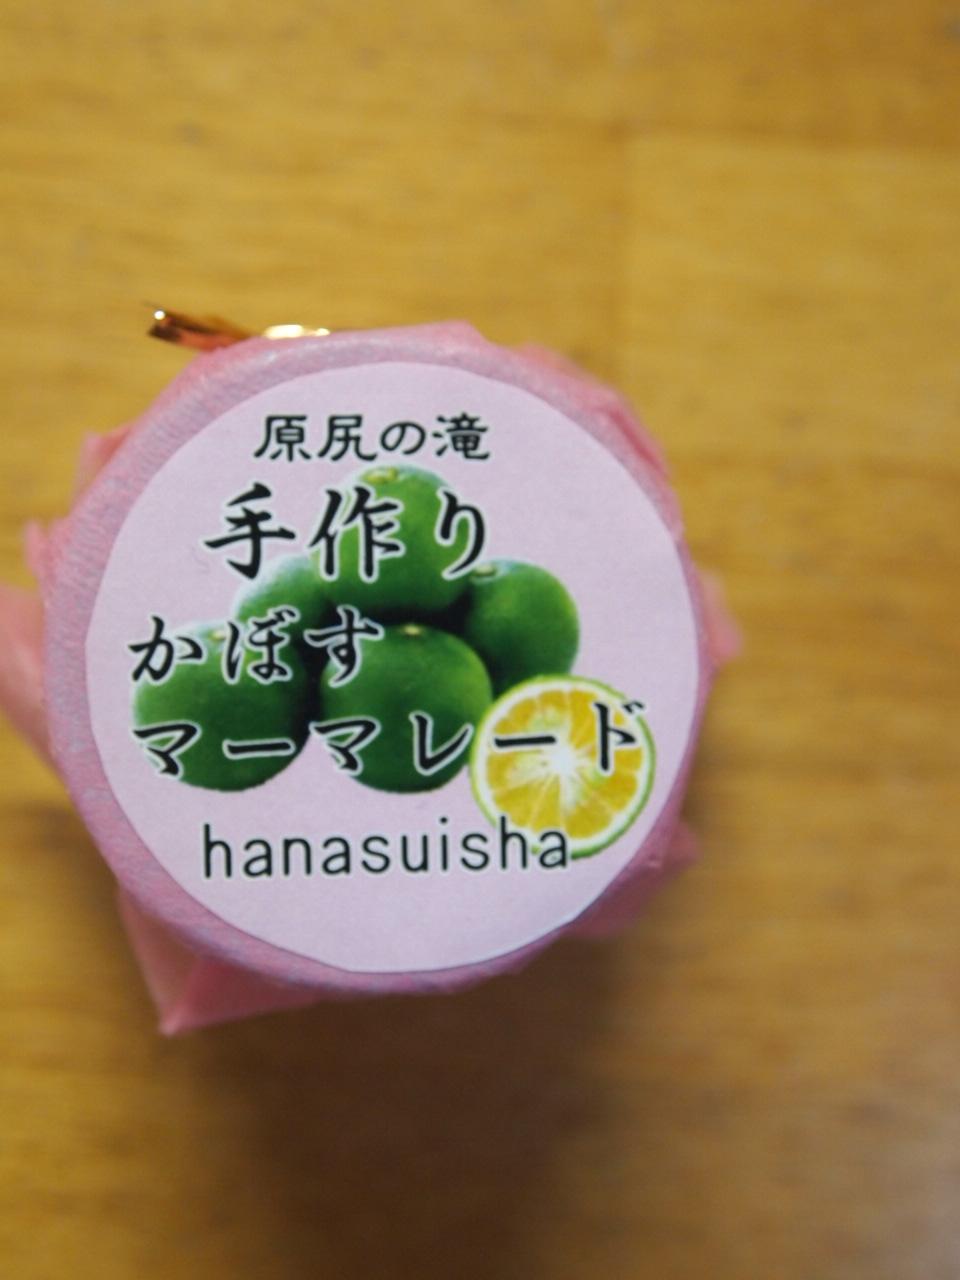 原尻の滝
手作り
かぼす
マーマレード
hanasuisha